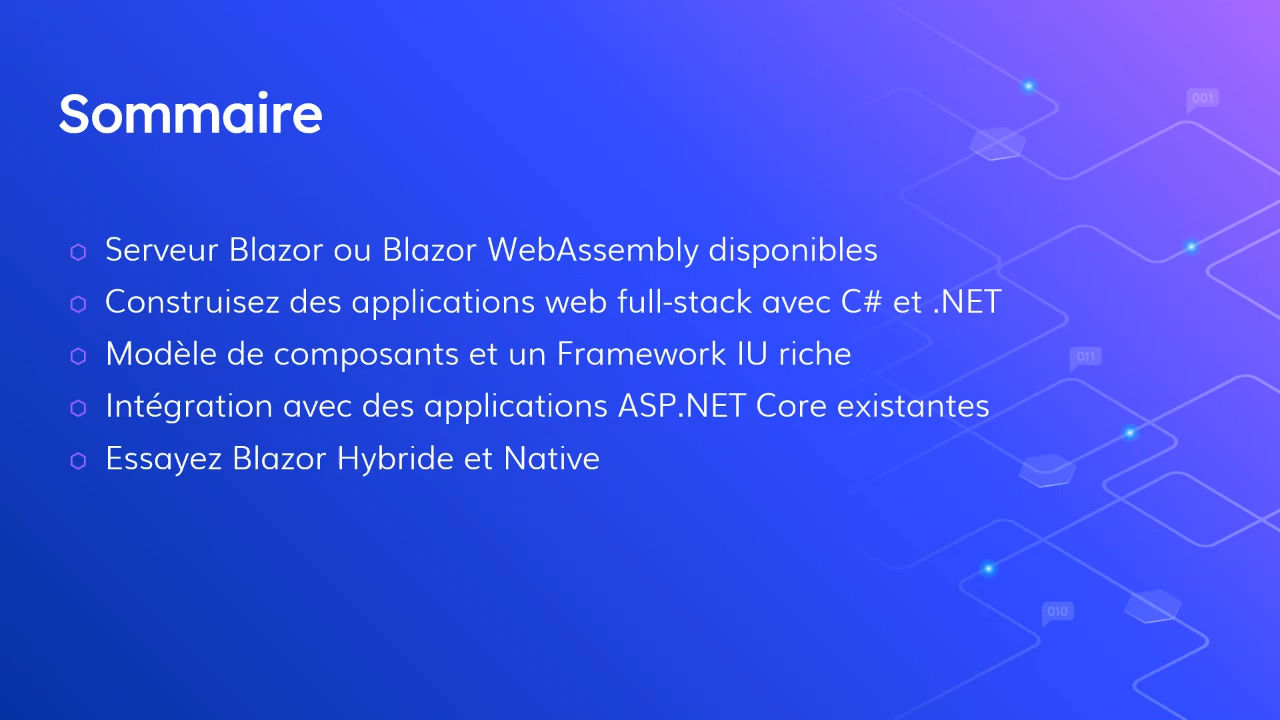 Sommaire
001
Serveur Blazor ou Blazor WebAssembly disponibles
Construisez des applications web full-stack avec C# et .NET
Modèle de composants et un Framework IU riche
011
Intégration avec des applications ASP.NET Core existantes
Essayez Blazor Hybride et Native
010